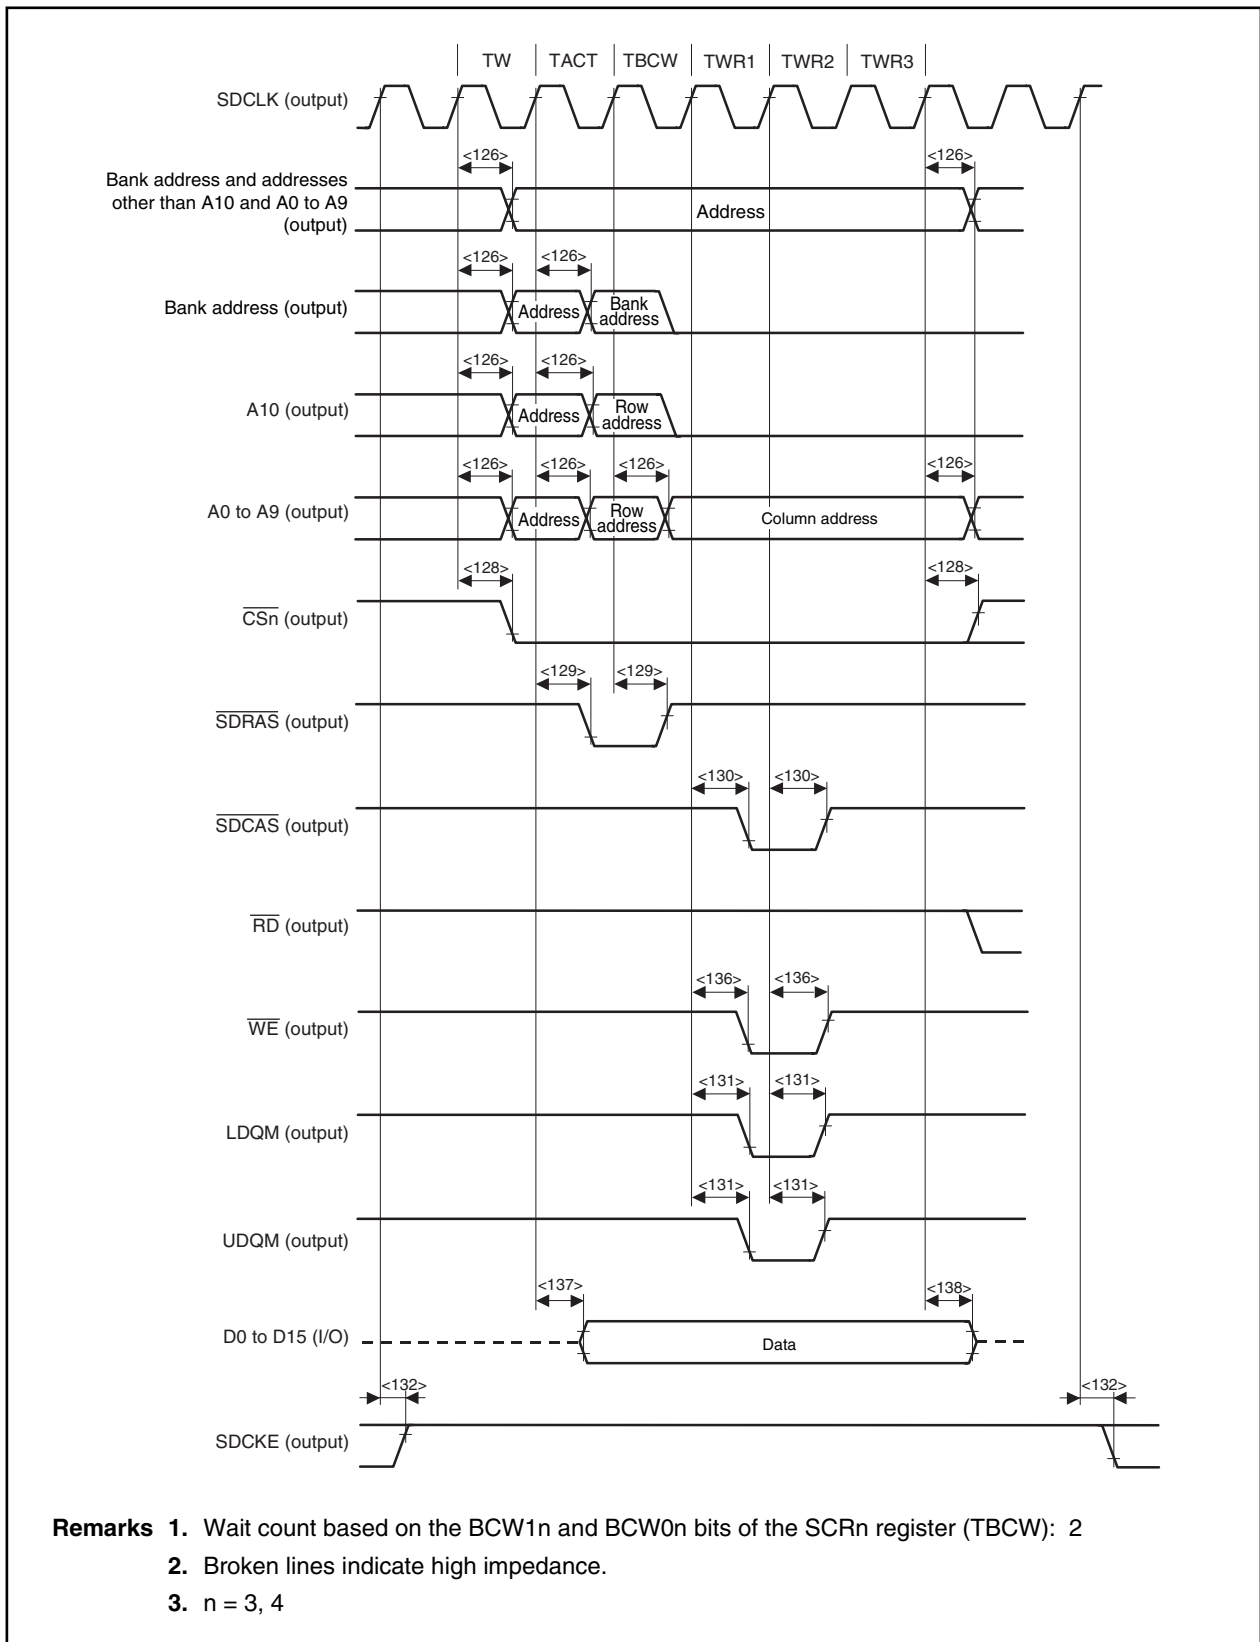 TW TACT TBCW TWR1 TWR2 TWR3
SDCLK (output)
<126> <126>
Bank address and addresses
other than A10 and A0 to A9
(output)
Address
<126> <126>
Bank address (output)
Address
Bank
address
<126> <126>
A10 (output)
Address
Row
address
<126> <126> <126> <126>
A0 to A9 (output)
Address
Row
address
Column address
<128> <128>
CSn (output)
<129> <129>
SDRAS (output)
<130> <130>
SDCAS (output)
RD (output)
<136> <136>
WE (output)
<131> <131>
LDQM (output)
<131> <131>
UDQM (output)
<137> <138>
D0 to D15 (I/O)
Data
<132> <132>
SDCKE (output)
Remarks 1. Wait count based on the BCW1n and BCW0n bits of the SCRn register (TBCW): 2
2. Broken lines indicate high impedance.
3. n = 3, 4